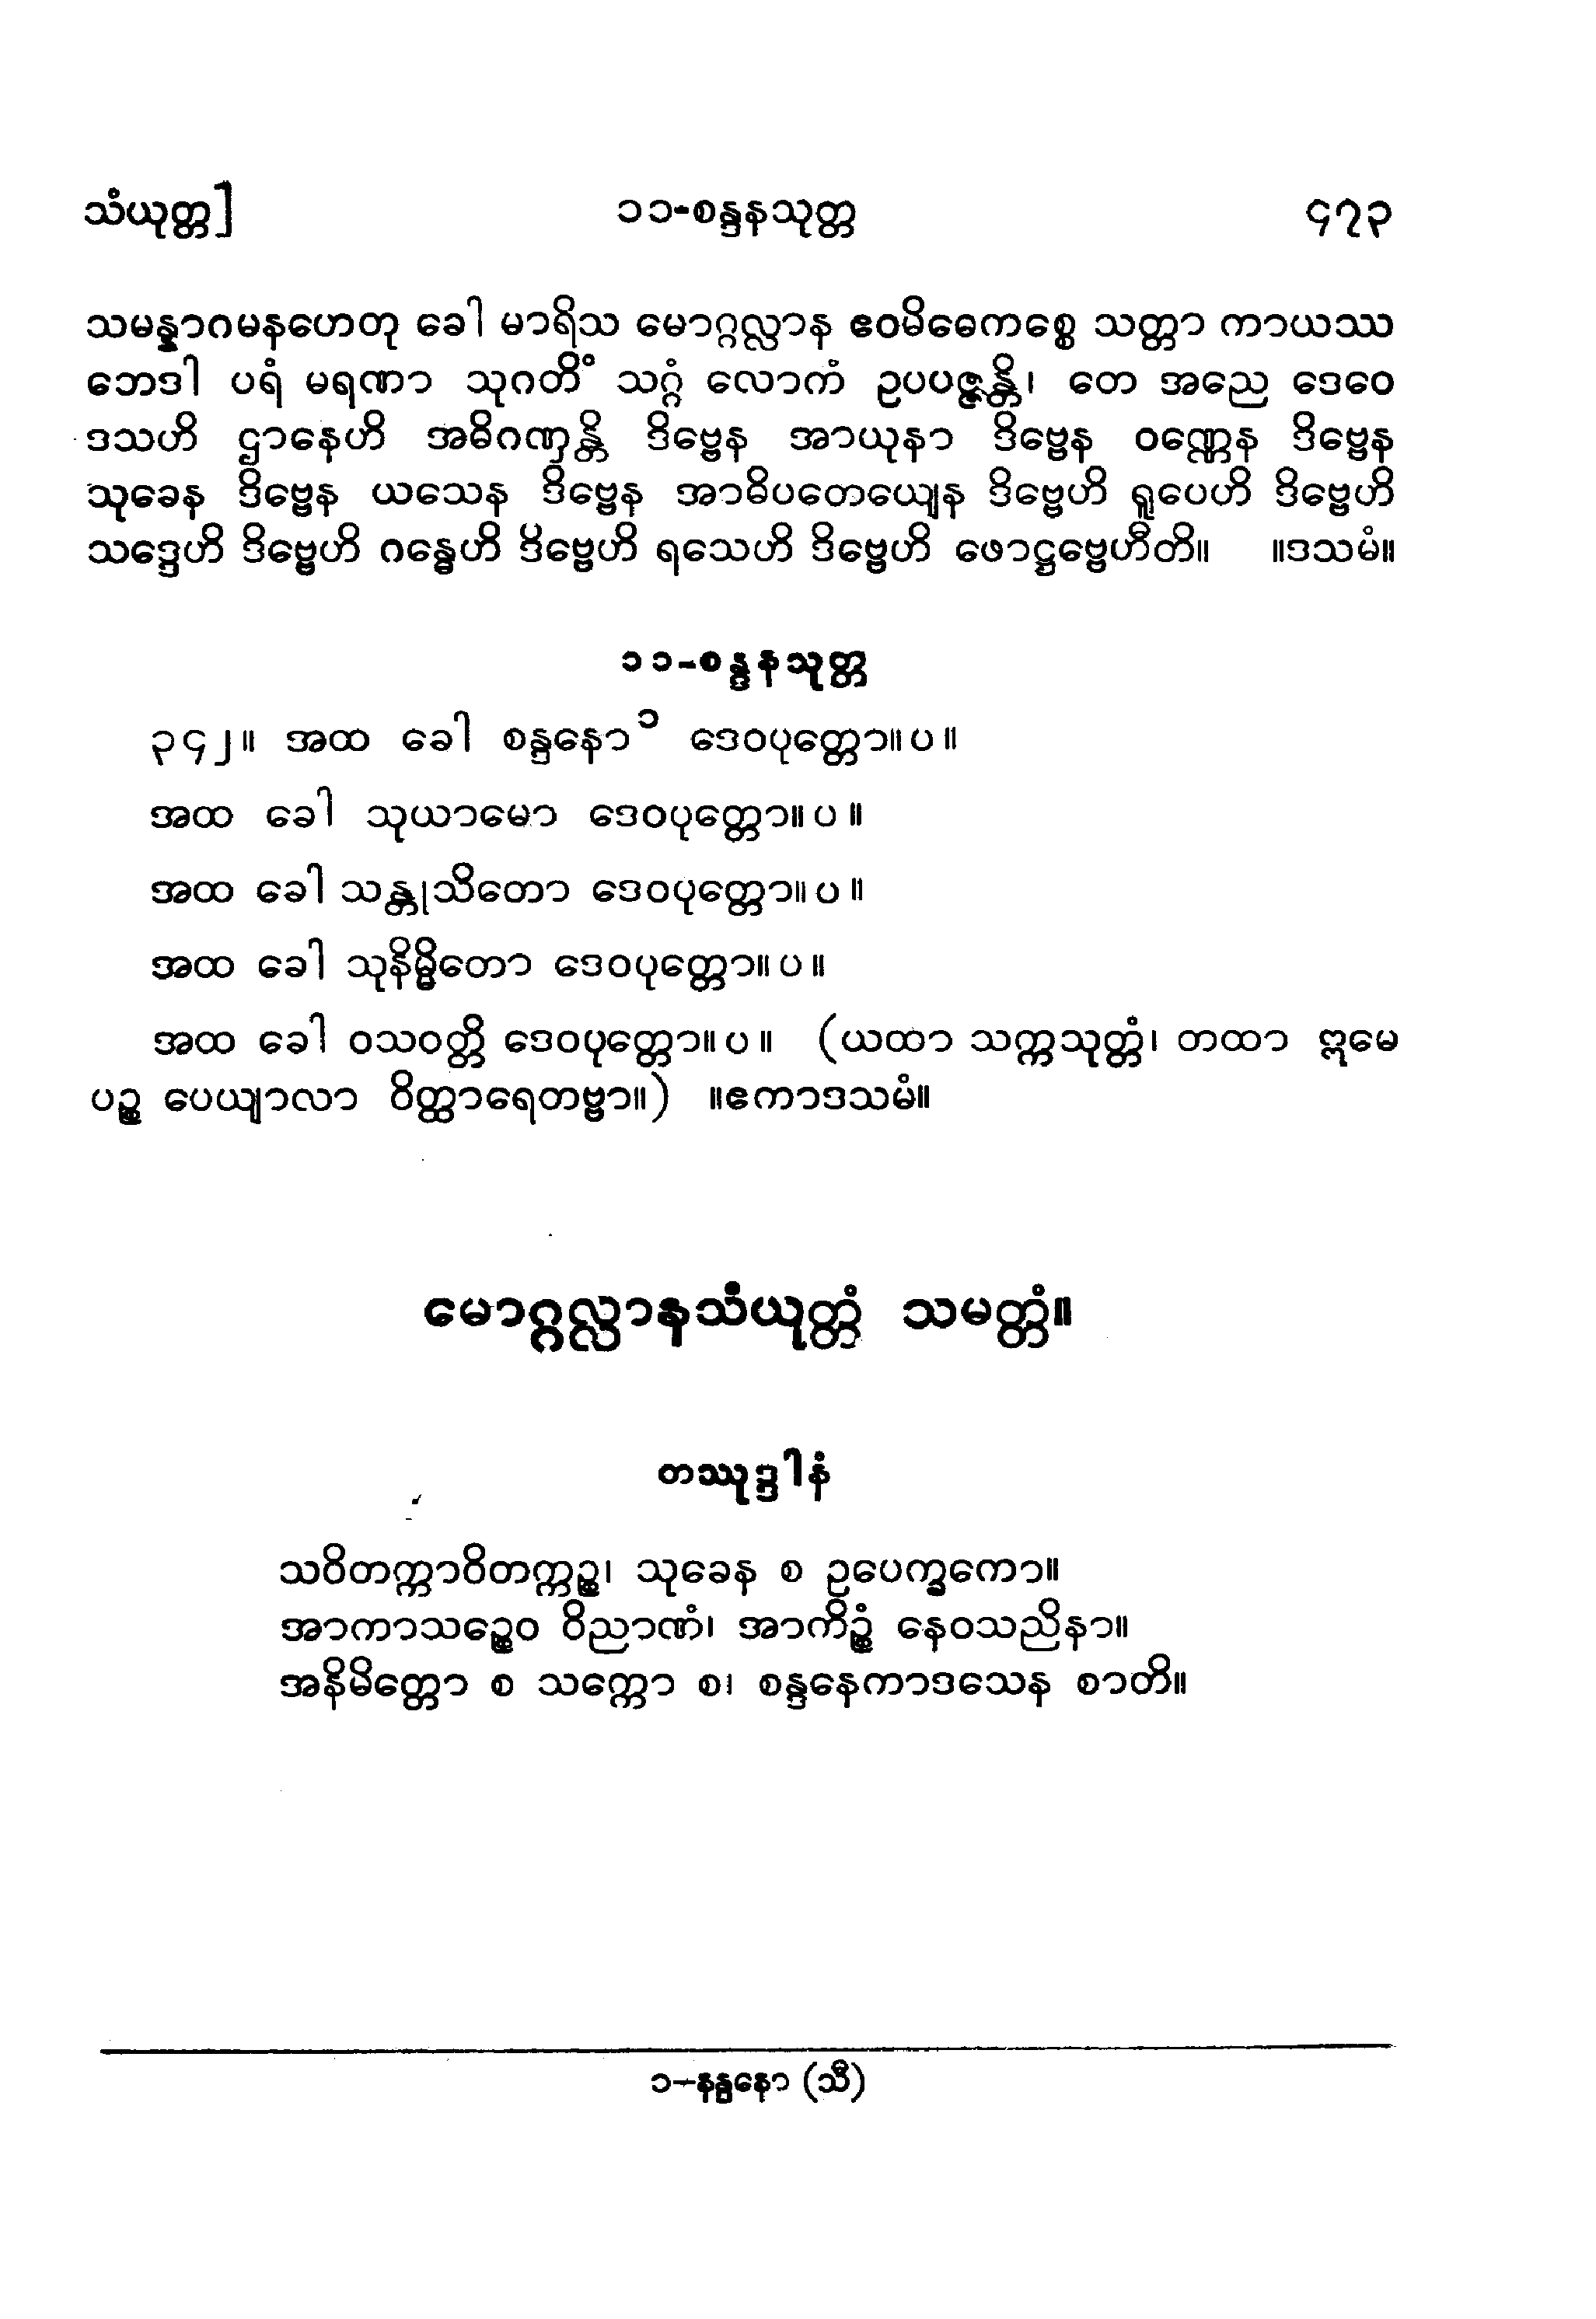 သံယုတ္တ] ၁၁-စန္ဒနသုတ္တ ၄၇၃
သမန္နာဂမနဟေတု ခေါ မာရိသ မောဂ္ဂလ္လာန ဧဝမိဓေကစ္စေ သတ္တာ ကာယဿ
ဘေဒါ ပရံ မရဏာ သုဂတိံ သဂ္ဂံ လောကံ ဥပပဇ္ဇန္တိ၊ တေ အညေ ဒေဝေ
ဒသဟိ ဌာနေဟိ အဓိဂဏှန္တိ ဒိဗ္ဗေန အာယုနာ ဒိဗ္ဗေန ဝဏ္ဏေန ဒိဗ္ဗေန
သုခေန ဒိဗ္ဗေန ယသေန ဒိဗ္ဗေန အာဓိပတေယျေန ဒိဗ္ဗေဟိ ရူပေဟိ ဒိဗ္ဗေဟိ
သဒ္ဒေဟိ ဒိဗ္ဗေဟိ ဂန္ဓေဟိ ဒိဗ္ဗေဟိ ရသေဟိ ဒိဗ္ဗေဟိ ဖောဋ္ဌဗ္ဗေဟီတိ။ ။ဒသမံ။
၁၁-စန္ဒနသုတ္တ
၃၄၂။ အထ ခေါ စန္ဒနော၁ ဒေဝပုတ္တော။ပ။
အထ ခေါ သုယာမော ဒေဝပုတ္တော။ပ။
အထ ခေါ သန္တုသိတော ဒေဝပုတ္တော။ပ။
အထ ခေါ သုနိမ္မိတော ဒေဝပုတ္တော။ပ။
အထ ခေါ ဝသဝတ္တိ ဒေဝပုတ္တော။ပ။ (ယထာ သက္ကသုတ္တံ၊ တထာ ဣမေ
ပဉ္စ ပေယျာလာ ဝိတ္ထာရေတဗ္ဗာ။) ။ဧကာဒသမံ။
မောဂ္ဂလ္လာနသံယုတ္တံ သမတ္တံ။
တဿုဒ္ဒါနံ
သဝိတက္ကာဝိတက္ကဉ္စ၊ သုခေန စ ဥပေက္ခကော။
အာကာသဉ္စေဝ ဝိညာဏံ၊ အာကိဉ္စံ နေဝသညိနာ။
အနိမိတ္တော စ သက္ကော စ၊ စန္ဒနေကာဒသေန စာတိ။
၁-နန္ဒနော (သီ)